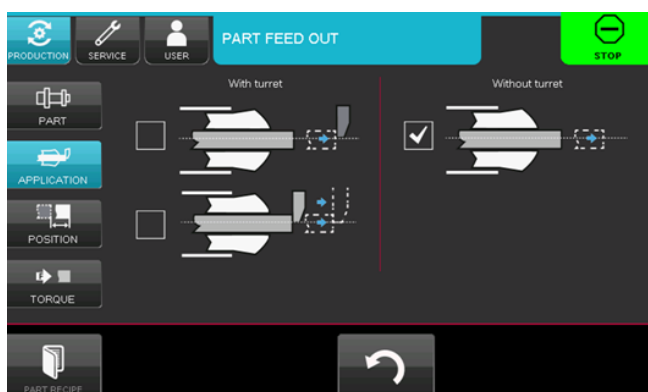 PRODUCTION
SERVICE
USER
PART FEED OUT
STOP
With turret
Without turret
PART
APPLICATION
POSITION
TORQUE
PART RECIPE